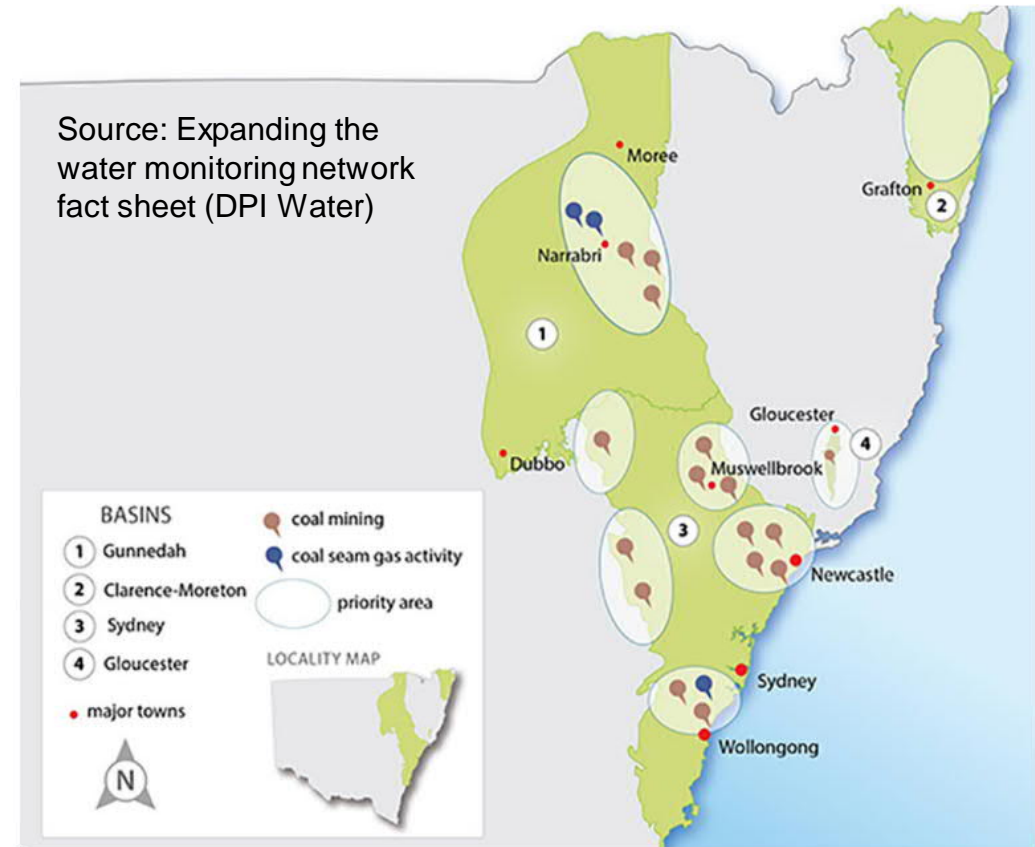 Source: Expanding the
water monitoring network
fact sheet (DPI Water)
Moree
Grafton
2
Narrabri
1
Gloucester
4
Dubbo
Muswellbrook
3
Newcastle
Sydney
Wollongong
BASINS
1 Gunnedah
2 Clarence-Moreton
3 Sydney
4 Gloucester
major towns
coal mining
coal seam gas activity
priority area
LOCALITY MAP
N